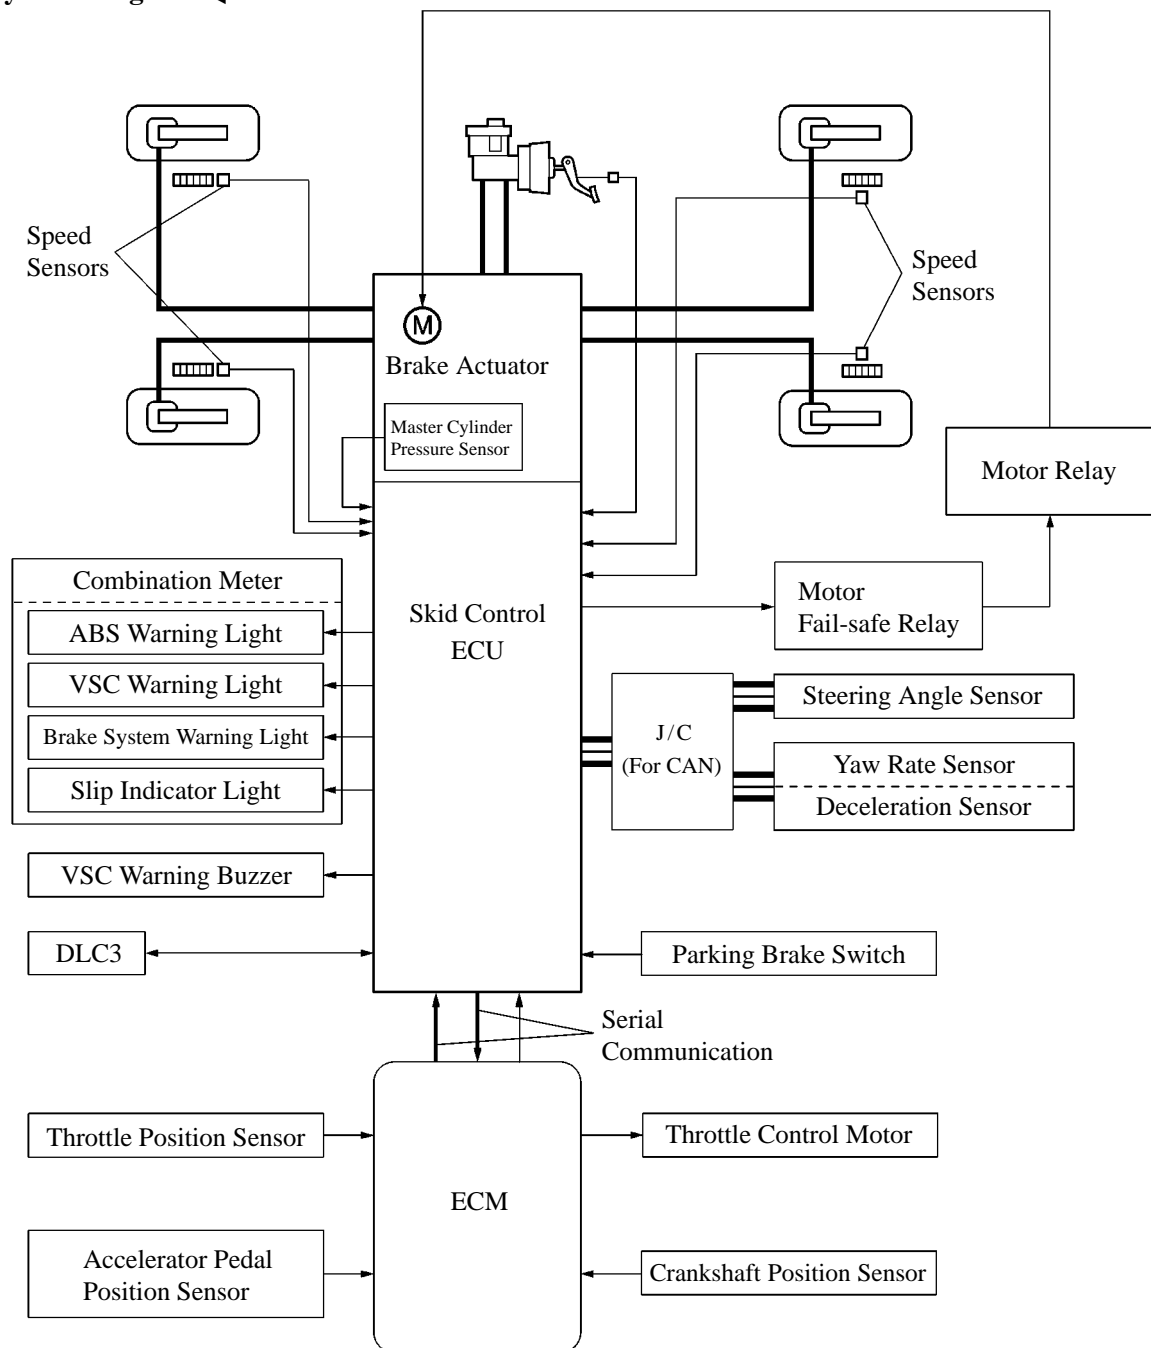 Speed
Sensors
Speed
Sensors
M
Brake Actuator
Master Cylinder
Pressure Sensor
Motor Relay
Combination Meter
ABS Warning Light
VSC Warning Light
Brake System Warning Light
Slip Indicator Light
Skid Control
ECU
Motor
Fail-safe Relay
J/C
(For CAN)
Steering Angle Sensor
Yaw Rate Sensor
Deceleration Sensor
VSC Warning Buzzer
DLC3
Parking Brake Switch
Serial
Communication
Throttle Position Sensor
Throttle Control Motor
ECM
Accelerator Pedal
Position Sensor
Crankshaft Position Sensor